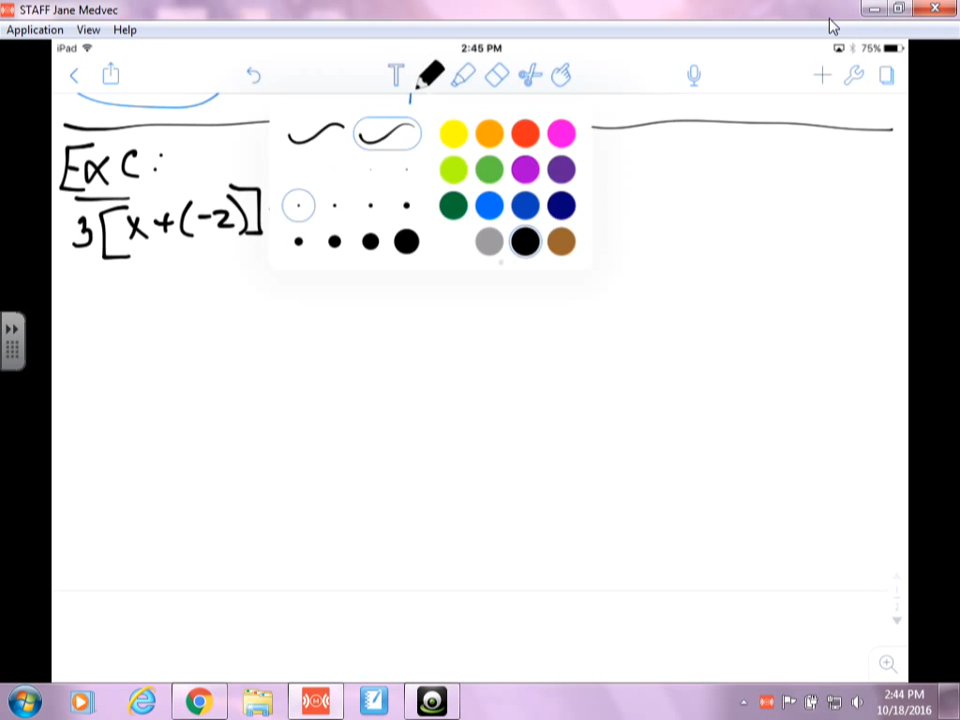 STAFF Jane Medvec
Application View Help
iPad 2:45 PM 75%
T
Ex C:
3[x+(-2)]
2:44 PM
10/18/2016